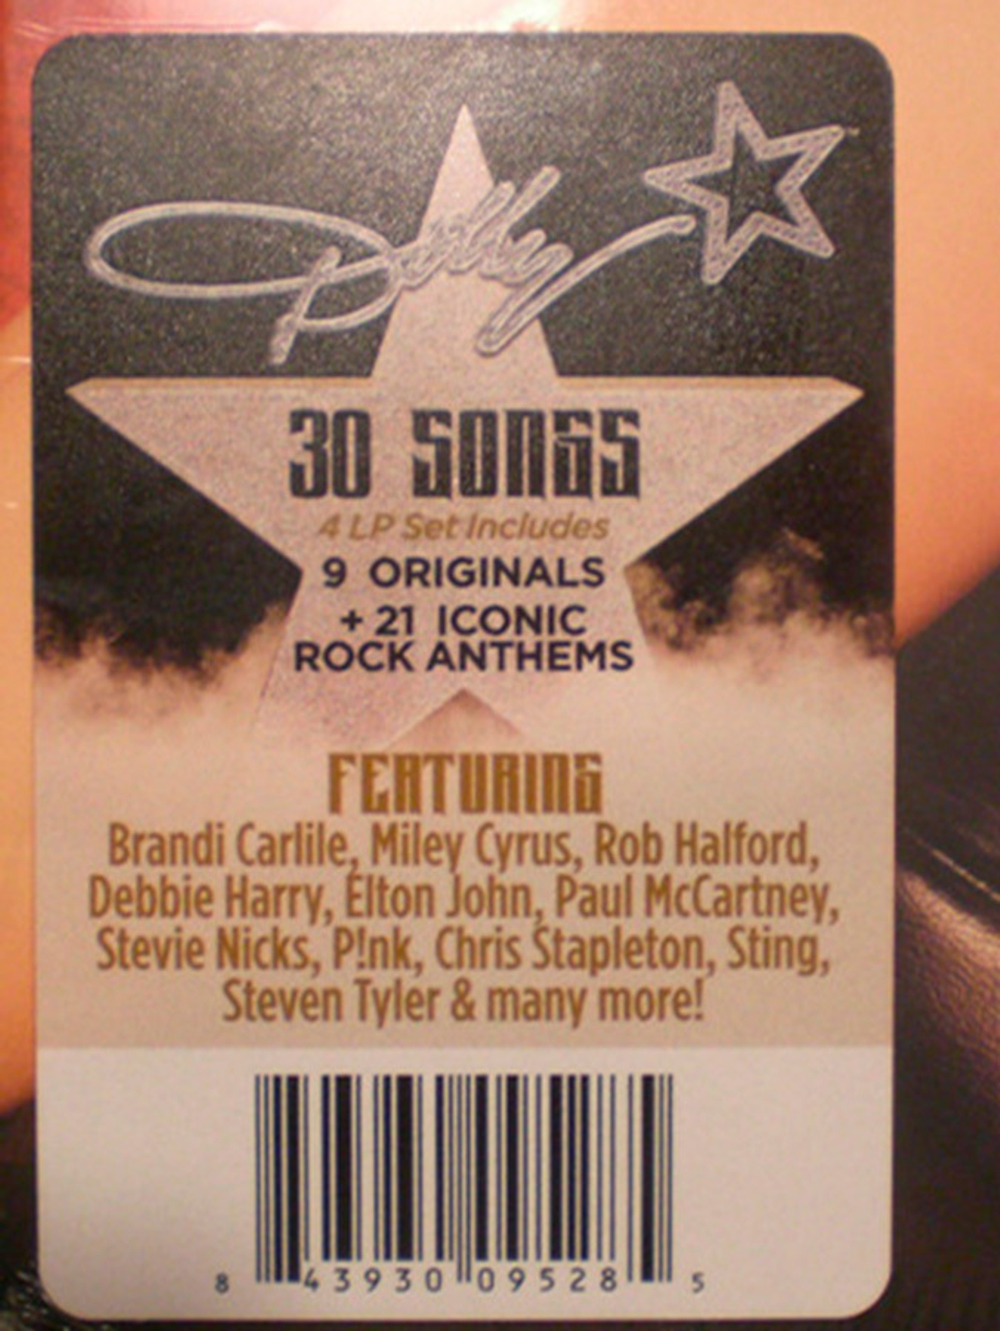 Dolly
30 SONGS
4 LP Set Includes
9 ORIGINALS
+ 21 ICONIC
ROCK ANTHEMS
FEATURING
Brandi Carlile, Miley Cyrus, Rob Halford,
Debbie Harry, Elton John, Paul McCartney,
Stevie Nicks, P!nk, Chris Stapleton, Sting,
Steven Tyler & many more!
8 43930 09528 5